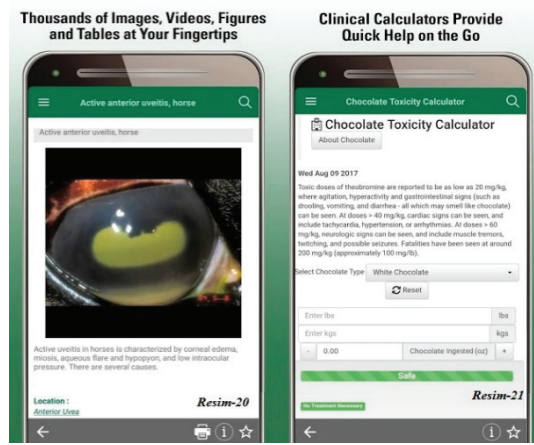 Thousands of Images, Videos, Figures
and Tables at Your Fingertips
Active anterior uveitis, horse
Active anterior uveitis, horse
Active uveitis in horses is characterized by corneal edema,
miosis, aqueous flare and hypopyon, and low intraocular
pressure. There are several causes.
Location :
Anterior Uvea
Resim-20
Clinical Calculators Provide
Quick Help on the Go
Chocolate Toxicity Calculator
Chocolate Toxicity Calculator
About Chocolate
Wed Aug 09 2017
Toxic doses of theobromine are reported to be as low as 20 mg/kg,
where agitation, hyperactivity and gastrointestinal signs (such as
drooling, vomiting, and diarrhea - all which may smell like chocolate)
can be seen. At doses > 40 mg/kg, cardiac signs can be seen, and
include tachycardia, hypertension, or arrhythmias. At doses > 60
mg/kg, neurologic signs can be seen, and include muscle tremors,
twitching, and possible seizures. Fatalities have been seen at around
200 mg/kg (approximately 100 mg/lb).
Select Chocolate Type White Chocolate
Reset
Enter lbs lbs
Enter kgs kgs
- 0.00 Chocolate Ingested (oz) +
Safe
Resim-21
No Treatment Necessary